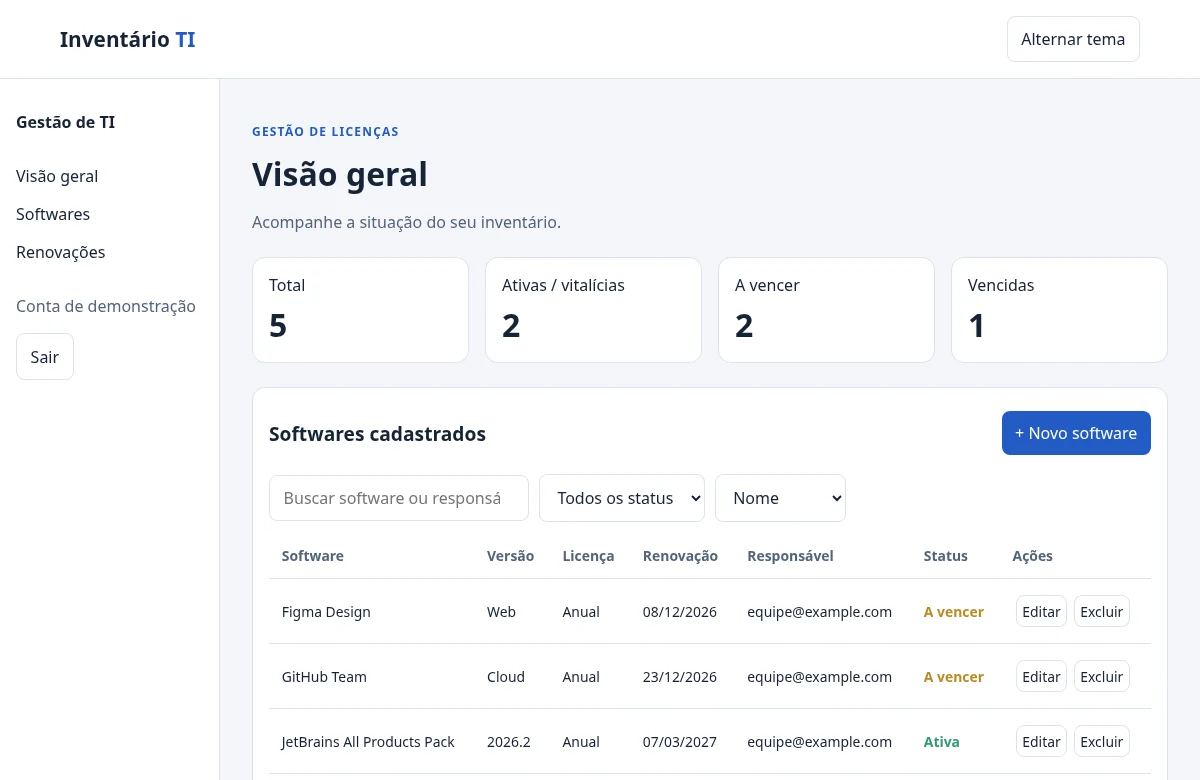 Inventário TI
Alternar tema
Gestão de TI
Visão geral
Softwares
Renovações
Conta de demonstração
Sair
GESTÃO DE LICENÇAS
Visão geral
Acompanhe a situação do seu inventário.
Total
5
Ativas / vitalícias
2
A vencer
2
Vencidas
1
Softwares cadastrados
+ Novo software
Buscar software ou responsá
Todos os status
Nome
Software Versão Licença Renovação Responsável Status Ações
Figma Design Web Anual 08/12/2026 equipe@example.com A vencer Editar Excluir
GitHub Team Cloud Anual 23/12/2026 equipe@example.com A vencer Editar Excluir
JetBrains All Products Pack 2026.2 Anual 07/03/2027 equipe@example.com Ativa Editar Excluir